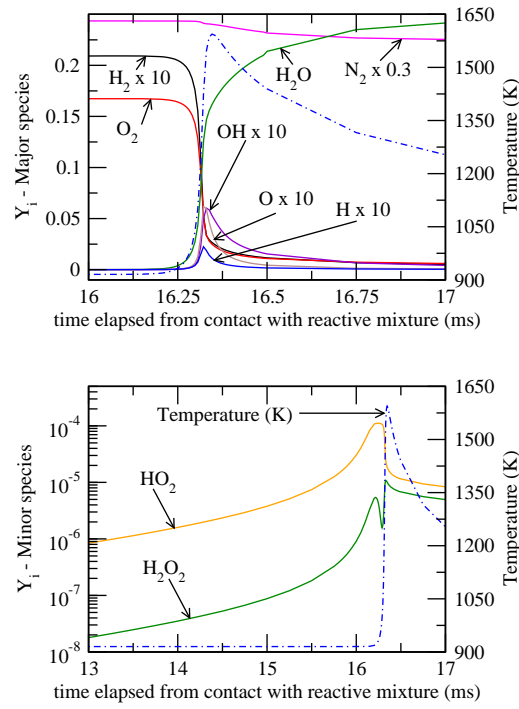 Y_i - Major species
0.2
0.15
0.1
0.05
0
H₂ x 10
O₂
H₂O
N₂ x 0.3
OH x 10
O x 10
H x 10
1650
1500
1350
1200
1050
900
Temperature (K)
16 16.25 16.5 16.75 17
time elapsed from contact with reactive mixture (ms)
Y_i - Minor species
10⁻⁴
10⁻⁵
10⁻⁶
10⁻⁷
10⁻⁸
Temperature (K)
HO₂
H₂O₂
1650
1500
1350
1200
1050
900
Temperature (K)
13 14 15 16 17
time elapsed from contact with reactive mixture (ms)